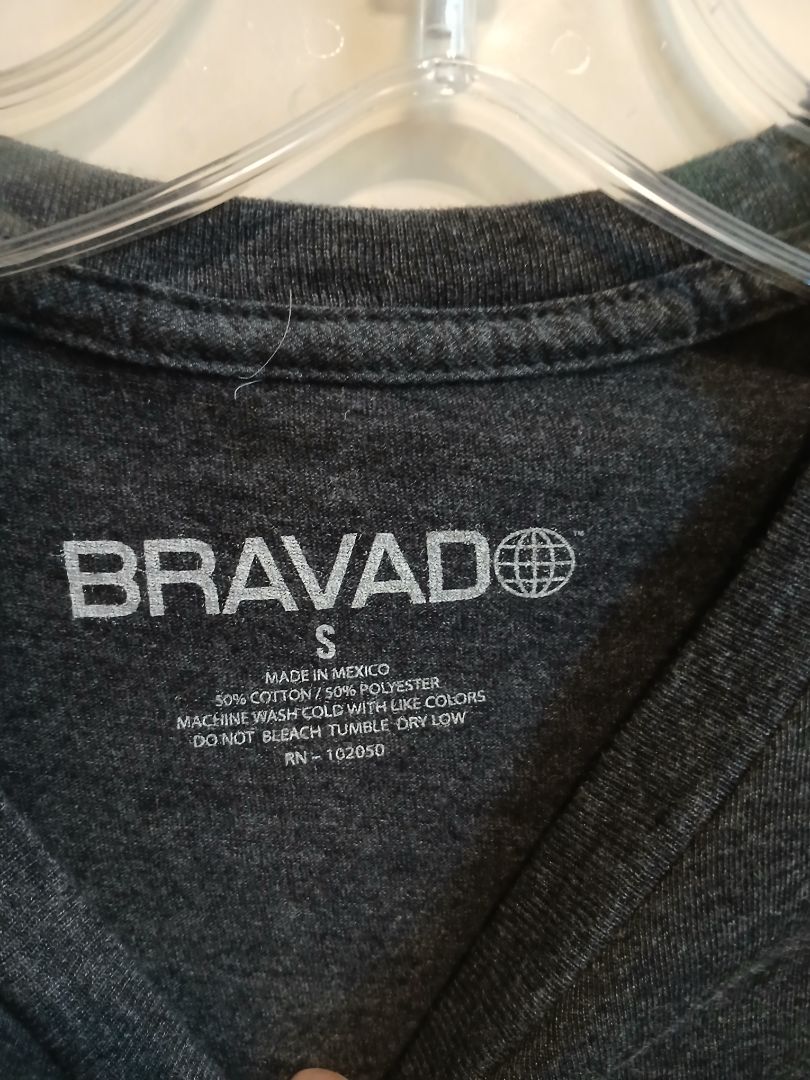 BRAVADO™
S
MADE IN MEXICO
50% COTTON / 50% POLYESTER
MACHINE WASH COLD WITH LIKE COLORS
DO NOT BLEACH TUMBLE DRY LOW
RN – 102050